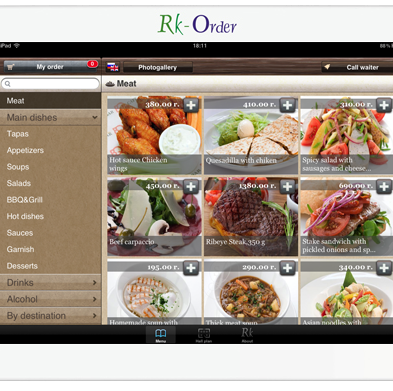 Rk-Order
iPad
18:11
My order
0
Photogallery
Call waiter
Meat
Meat
Main dishes
Tapas
Appetizers
Soups
Salads
BBQ&Grill
Hot dishes
Sauces
Garnish
Desserts
Drinks
Alcohol
By destination
380.00 r.
Hot sauce Chicken
wings
410.00 r.
Quesadilla with chiken
310.00 r.
Spicy salad with
sausages and cheese...
450.00 r.
Beef carpaccio
1380.00 r.
Ribeye Steak,350 g
690.00 r.
Stake sandwich with
pickled onions and sp...
195.00 r.
Homemade soup with
290.00 r.
Thick meat soup
340.00 r.
Asian noodles with
Menu
Hall plan
Rk
About